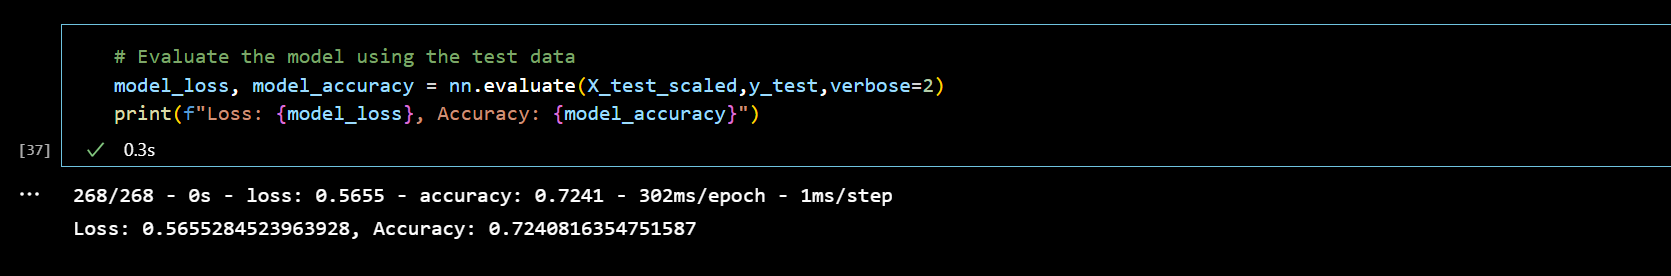 # Evaluate the model using the test data
model_loss, model_accuracy = nn.evaluate(X_test_scaled,y_test,verbose=2)
print(f"Loss: {model_loss}, Accuracy: {model_accuracy}")
[37] ✓ 0.3s
... 268/268 - 0s - loss: 0.5655 - accuracy: 0.7241 - 302ms/epoch - 1ms/step
Loss: 0.5655284523963928, Accuracy: 0.7240816354751587